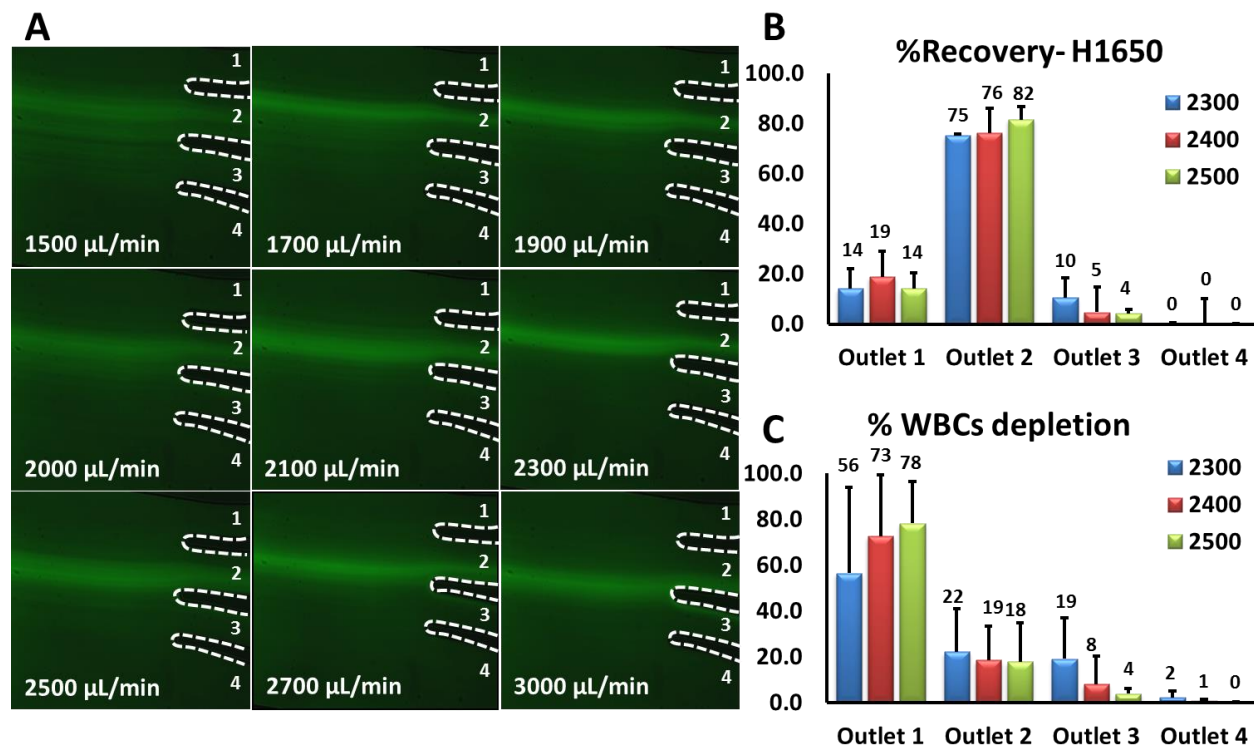 A
1
2
3
4
1500 µL/min
1
2
3
4
1700 µL/min
1
2
3
4
1900 µL/min
1
2
3
4
2000 µL/min
1
2
3
4
2100 µL/min
1
2
3
4
2300 µL/min
1
2
3
4
2500 µL/min
1
2
3
4
2700 µL/min
1
2
3
4
3000 µL/min
B
%Recovery- H1650
100.0
80.0
60.0
40.0
20.0
0.0
14 19 14
75 76 82
10 5 4
0 0 0
Outlet 1 Outlet 2 Outlet 3 Outlet 4
2300
2400
2500
C
% WBCs depletion
100.0
80.0
60.0
40.0
20.0
0.0
56 73 78
22 19 18
19 8 4
2 1 0
Outlet 1 Outlet 2 Outlet 3 Outlet 4
2300
2400
2500